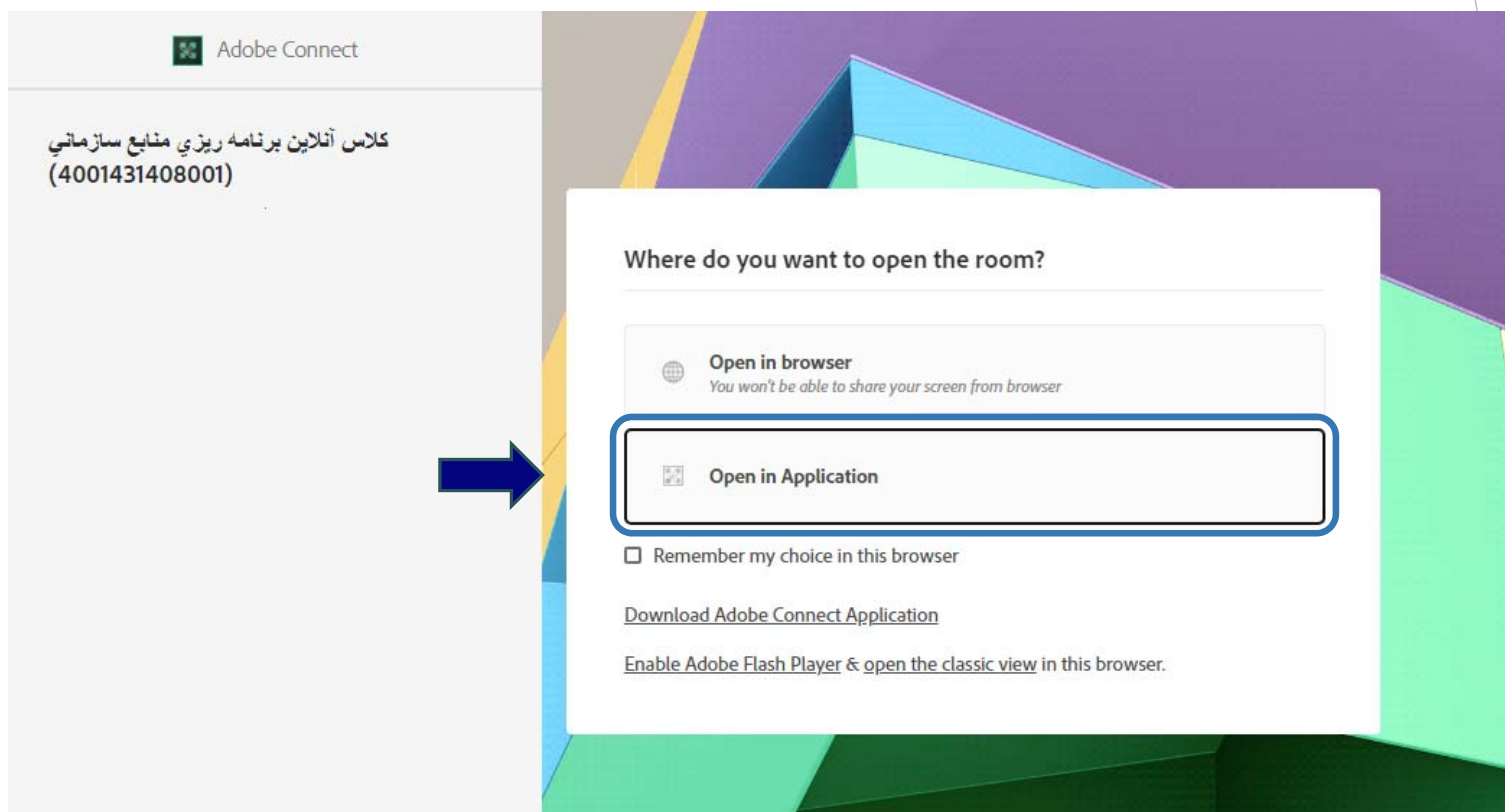 Adobe Connect
کلاس آنلاین برنامه ریزي منابع سازماني
(4001431408001)
Where do you want to open the room?
Open in browser
You won't be able to share your screen from browser
Open in Application
Remember my choice in this browser
Download Adobe Connect Application
Enable Adobe Flash Player & open the classic view in this browser.